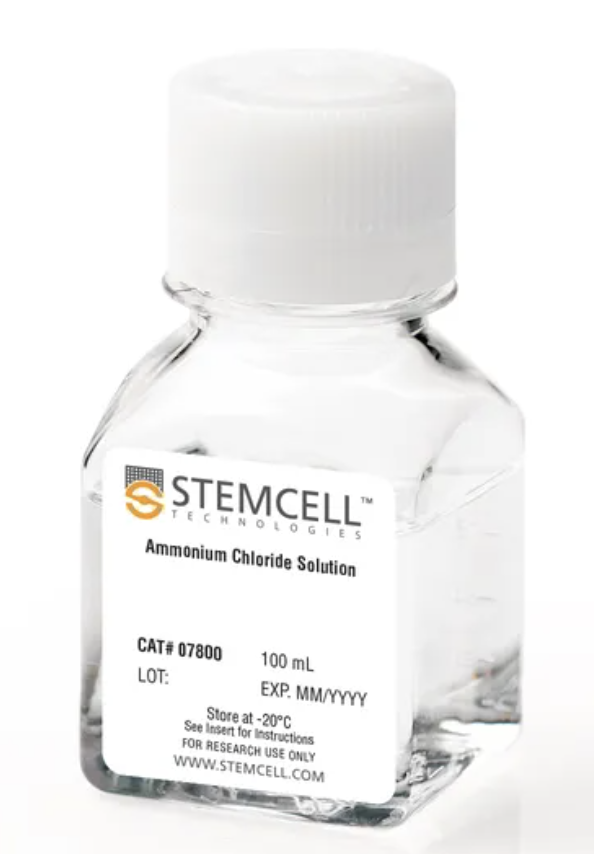 STEMCELL™
TECHNOLOGIES
Ammonium Chloride Solution
CAT# 07800 100 mL
LOT: EXP. MM/YYYY
Store at -20°C
See Insert for Instructions
FOR RESEARCH USE ONLY
WWW.STEMCELL.COM